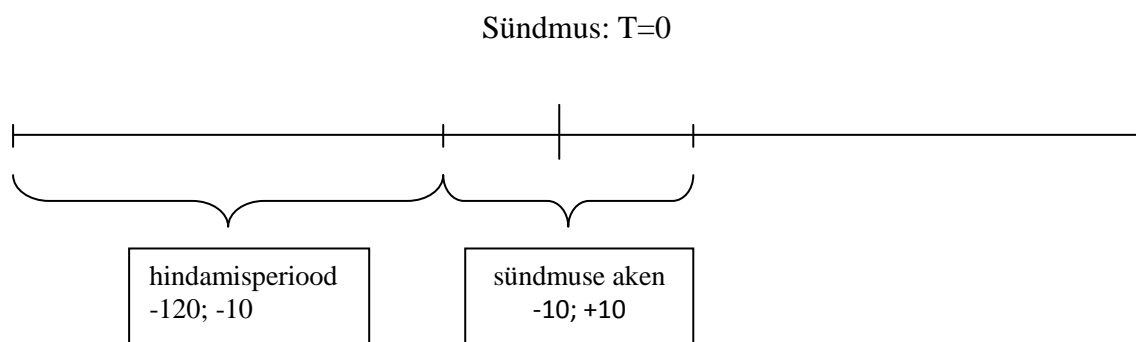 Sündmus: T=0
hindamisperiood
-120; -10
sündmuse aken
-10; +10